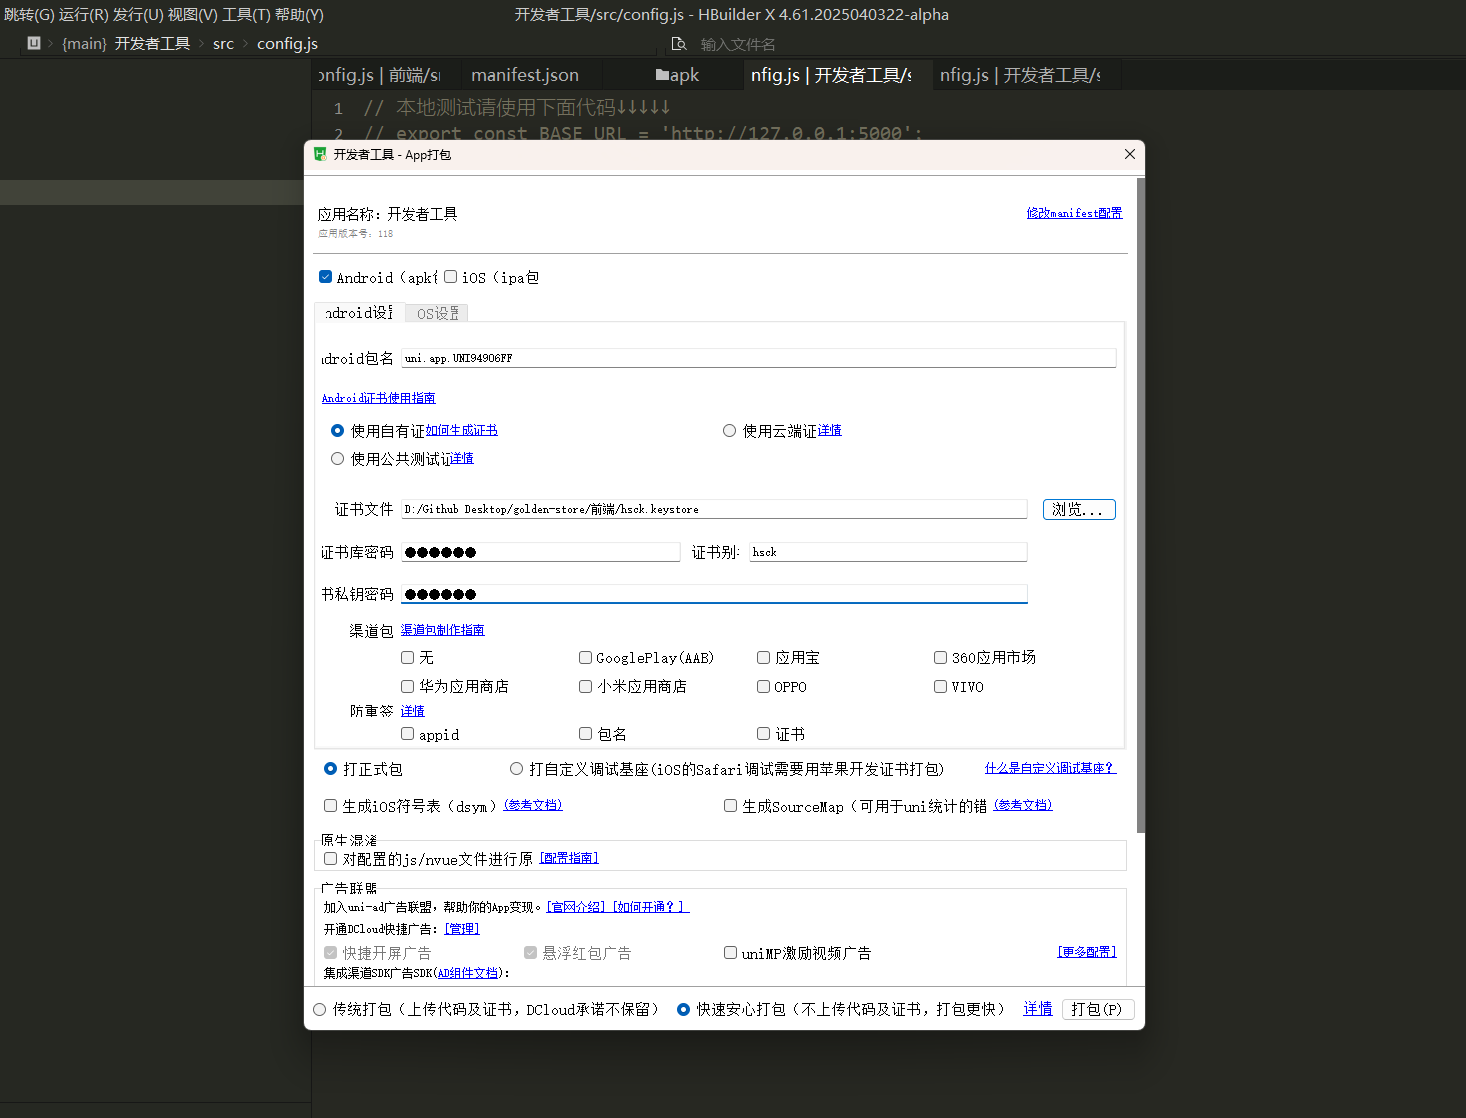 跳转(G) 运行(R) 发行(U) 视图(V) 工具(T) 帮助(Y)
开发者工具/src/config.js - HBuilder X 4.61.2025040322-alpha
U {main} 开发者工具 src config.js
输入文件名
onfig.js | 前端/sr manifest.json apk nfig.js | 开发者工具/s nfig.js | 开发者工具/s
1 // 本地测试请使用下面代码↓↓↓↓↓
2 // export const BASE_URL = 'http://127.0.0.1:5000';
开发者工具 - App打包
应用名称: 开发者工具
修改manifest配置
应用版本号: 118
Android（apk包 iOS（ipa包
ndroid设置 OS设置
ndroid包名 uni.app.UNI94906FF
Android证书使用指南
使用自有证 如何生成证书 使用云端证 详情
使用公共测试证 详情
证书文件 D:/Github Desktop/golden-store/前端/hsck.keystore 浏览...
证书库密码 ●●●●●● 证书别: hsck
书私钥密码 ●●●●●●
渠道包 渠道包制作指南
无 GooglePlay(AAB) 应用宝 360应用市场
华为应用商店 小米应用商店 OPPO VIVO
防重签 详情
appid 包名 证书
打正式包 打自定义调试基座(iOS的Safari调试需要用苹果开发证书打包) 什么是自定义调试基座？
生成iOS符号表（dsym） (参考文档) 生成SourceMap（可用于uni统计的错 (参考文档)
原生混淆
对配置的js/nvue文件进行原 [配置指南]
广告联盟
加入uni-ad广告联盟，帮助你的App变现。[官网介绍] [如何开通？]
开通DCloud快捷广告: [管理]
快捷开屏广告 悬浮红包广告 uniMP激励视频广告 [更多配置]
集成渠道SDK广告SDK(AD组件文档):
传统打包（上传代码及证书，DCloud承诺不保留） 快速安心打包（不上传代码及证书，打包更快） 详情 打包(P)